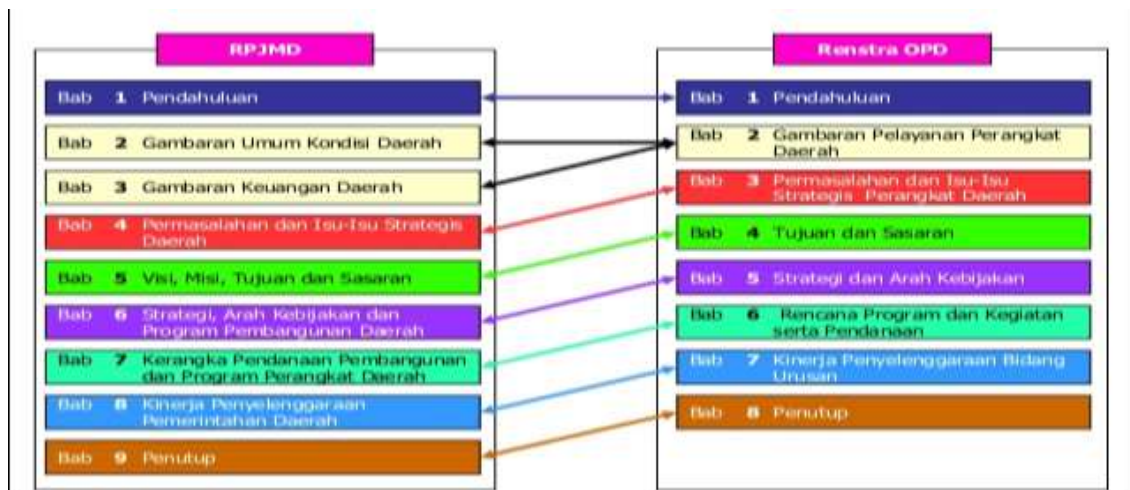 RPJMD
Bab 1 Pendahuluan
Bab 2 Gambaran Umum Kondisi Daerah
Bab 3 Gambaran Keuangan Daerah
Bab 4 Permasalahan dan Isu-Isu Strategis
Daerah
Bab 5 Visi, Misi, Tujuan dan Sasaran
Bab 6 Strategi, Arah Kebijakan dan
Program Pembangunan Daerah
Bab 7 Kerangka Pendanaan Pembangunan
dan Program Perangkat Daerah
Bab 8 Kinerja Penyelenggaraan
Pemerintahan Daerah
Bab 9 Penutup
Renstra OPD
Bab 1 Pendahuluan
Bab 2 Gambaran Pelayanan Perangkat
Daerah
Bab 3 Permasalahan dan Isu-Isu
Strategis Perangkat Daerah
Bab 4 Tujuan dan Sasaran
Bab 5 Strategi dan Arah Kebijakan
Bab 6 Rencana Program dan Kegiatan
serta Pendanaan
Bab 7 Kinerja Penyelenggaraan Bidang
Urusan
Bab 8 Penutup